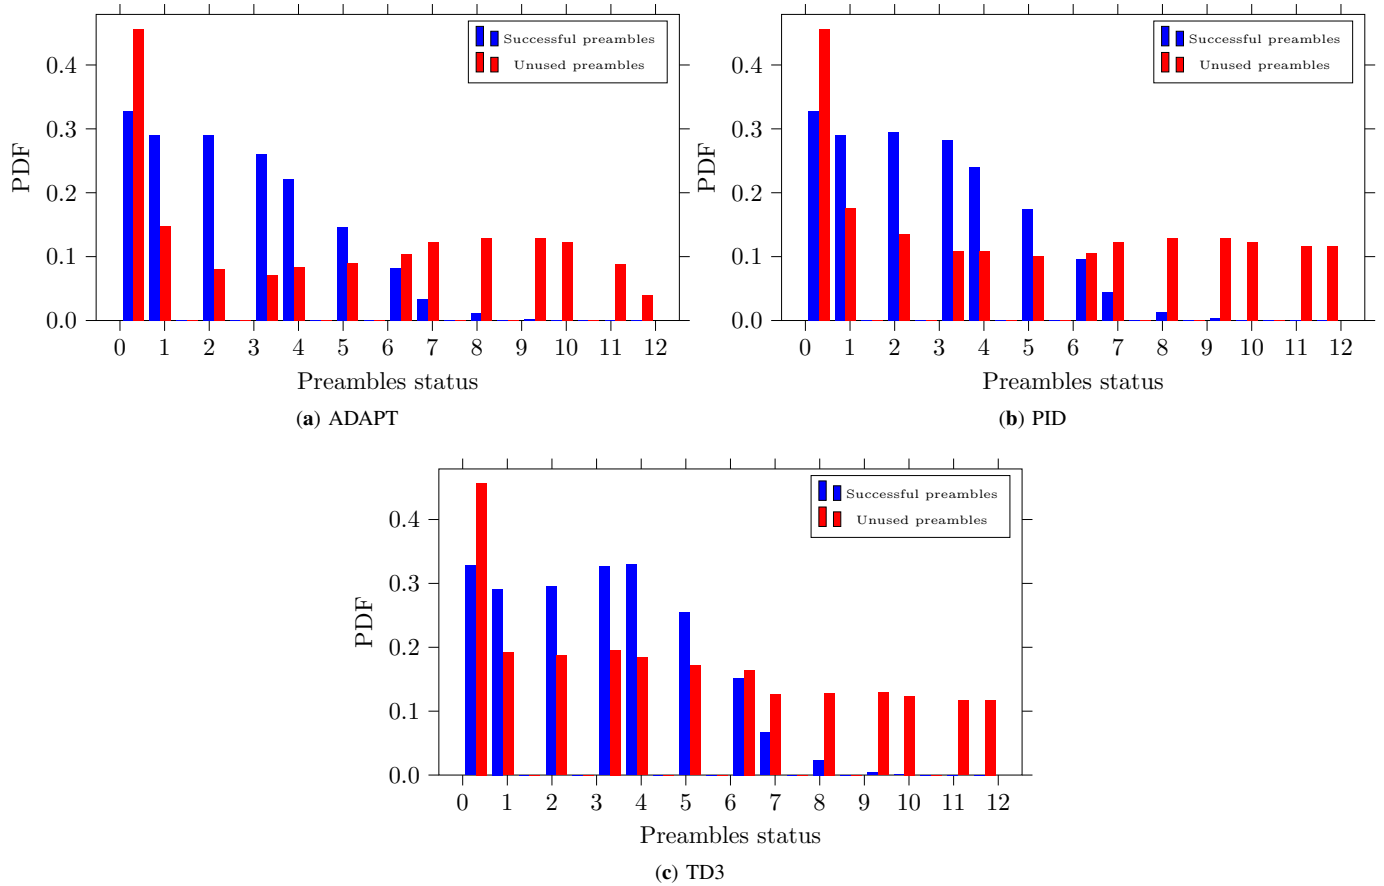 0.4
0.3
0.2
0.1
0.0
PDF
Successful preambles
Unused preambles
0 1 2 3 4 5 6 7 8 9 10 11 12
Preambles status
(a) ADAPT
0.4
0.3
0.2
0.1
0.0
PDF
Successful preambles
Unused preambles
0 1 2 3 4 5 6 7 8 9 10 11 12
Preambles status
(b) PID
0.4
0.3
0.2
0.1
0.0
PDF
Successful preambles
Unused preambles
0 1 2 3 4 5 6 7 8 9 10 11 12
Preambles status
(c) TD3